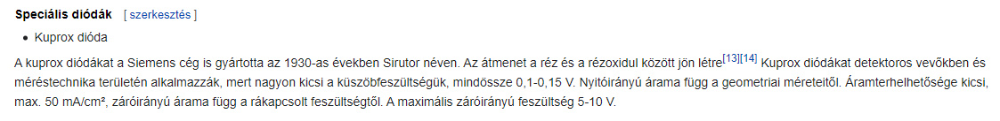 Speciális diódák [ szerkesztés ]
• Kuprox dióda
A kuprox diódákat a Siemens cég is gyártotta az 1930-as években Sirutor néven. Az átmenet a réz és a rézoxidul között jön létre[13][14] Kuprox diódákat detektoros vevőkben és
méréstechnika területén alkalmazzák, mert nagyon kicsi a küszöbfeszültségük, mindössze 0,1-0,15 V. Nyitóirányú árama függ a geometriai méreteitől. Áramterhelhetősége kicsi,
max. 50 mA/cm², záróirányú árama függ a rákapcsolt feszültségtől. A maximális záróirányú feszültség 5-10 V.